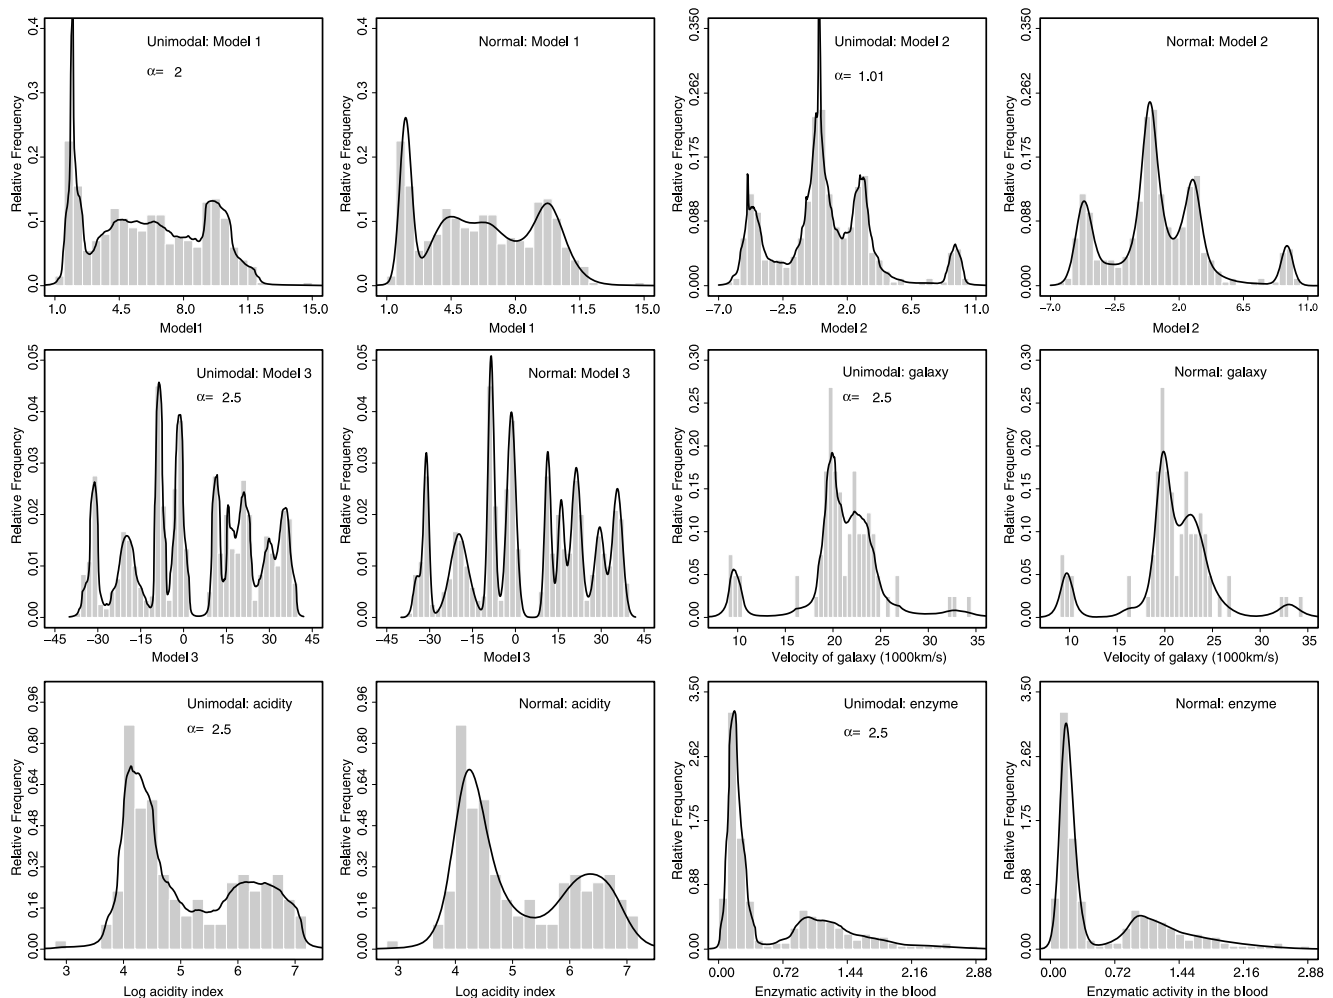 Unimodal: Model 1
α= 2
Relative Frequency
0.0 0.1 0.2 0.3 0.4
1.0 4.5 8.0 11.5 15.0
Model1
Normal: Model 1
Relative Frequency
0.0 0.1 0.2 0.3 0.4
1.0 4.5 8.0 11.5 15.0
Model 1
Unimodal: Model 2
α= 1.01
Relative Frequency
0.000 0.088 0.175 0.262 0.350
−7.0 −2.5 2.0 6.5 11.0
Model 2
Normal: Model 2
Relative Frequency
0.000 0.088 0.175 0.262 0.350
−7.0 −2.5 2.0 6.5 11.0
Model 2
Unimodal: Model 3
α= 2.5
Relative Frequency
0.00 0.01 0.02 0.03 0.04 0.05
−45 −30 −15 0 15 30 45
Model 3
Normal: Model 3
Relative Frequency
0.00 0.01 0.02 0.03 0.04 0.05
−45 −30 −15 0 15 30 45
Model 3
Unimodal: galaxy
α= 2.5
Relative Frequency
0.00 0.05 0.10 0.15 0.20 0.25 0.30
10 15 20 25 30 35
Velocity of galaxy (1000km/s)
Normal: galaxy
Relative Frequency
0.00 0.05 0.10 0.15 0.20 0.25 0.30
10 15 20 25 30 35
Velocity of galaxy (1000km/s)
Unimodal: acidity
α= 2.5
Relative Frequency
0.00 0.16 0.32 0.48 0.64 0.80 0.96
3 4 5 6 7
Log acidity index
Normal: acidity
Relative Frequency
0.00 0.16 0.32 0.48 0.64 0.80 0.96
3 4 5 6 7
Log acidity index
Unimodal: enzyme
α= 2.5
Relative Frequency
0.00 0.88 1.75 2.62 3.50
0.00 0.72 1.44 2.16 2.88
Enzymatic activity in the blood
Normal: enzyme
Relative Frequency
0.00 0.88 1.75 2.62 3.50
0.00 0.72 1.44 2.16 2.88
Enzymatic activity in the blood